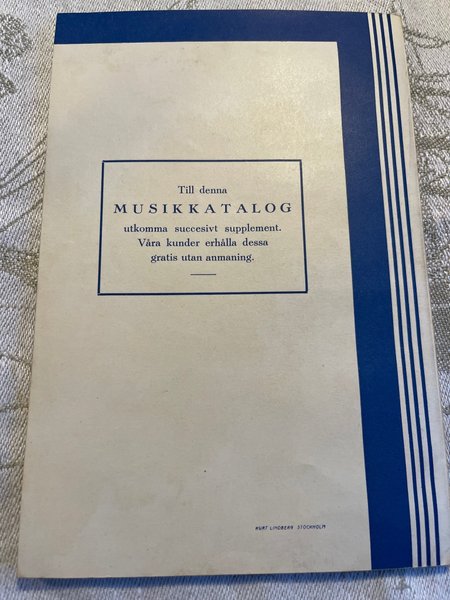 Till denna
MUSIKKATALOG
utkomma succesivt supplement.
Våra kunder erhålla dessa
gratis utan anmaning.
KURT LINDBERG STOCKHOLM